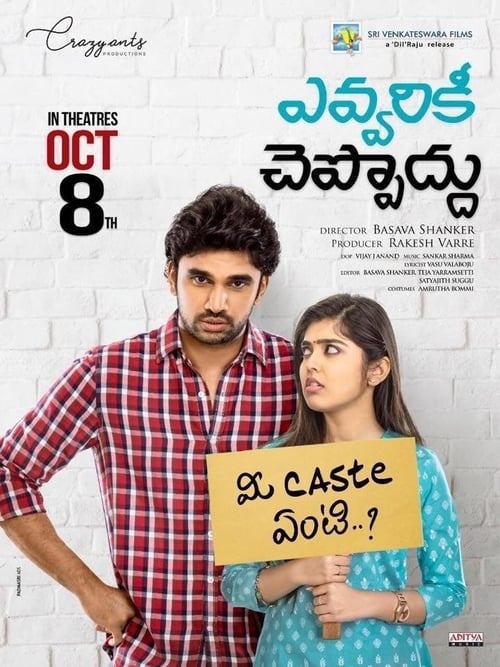 Crazyants
PRODUCTIONS
SRI VENKATESWARA FILMS
a 'Dil'Raju release
IN THEATRES
OCT
8TH
ఎవ్వరికీ
చెప్పొద్దు
DIRECTOR BASAVA SHANKER
PRODUCER RAKESH VARRE
DOP VIJAY J ANAND MUSIC SANKAR SHARMA
LYRICIST VASU VALABOJU
EDITOR BASAVA SHANKER TEJA YARRAMSETTI
SATYAJITH SUGGU
COSTUMES AMRUTHA BOMMI
మీ CASTE
ఏంటి..?
ADITYA
MUSIC